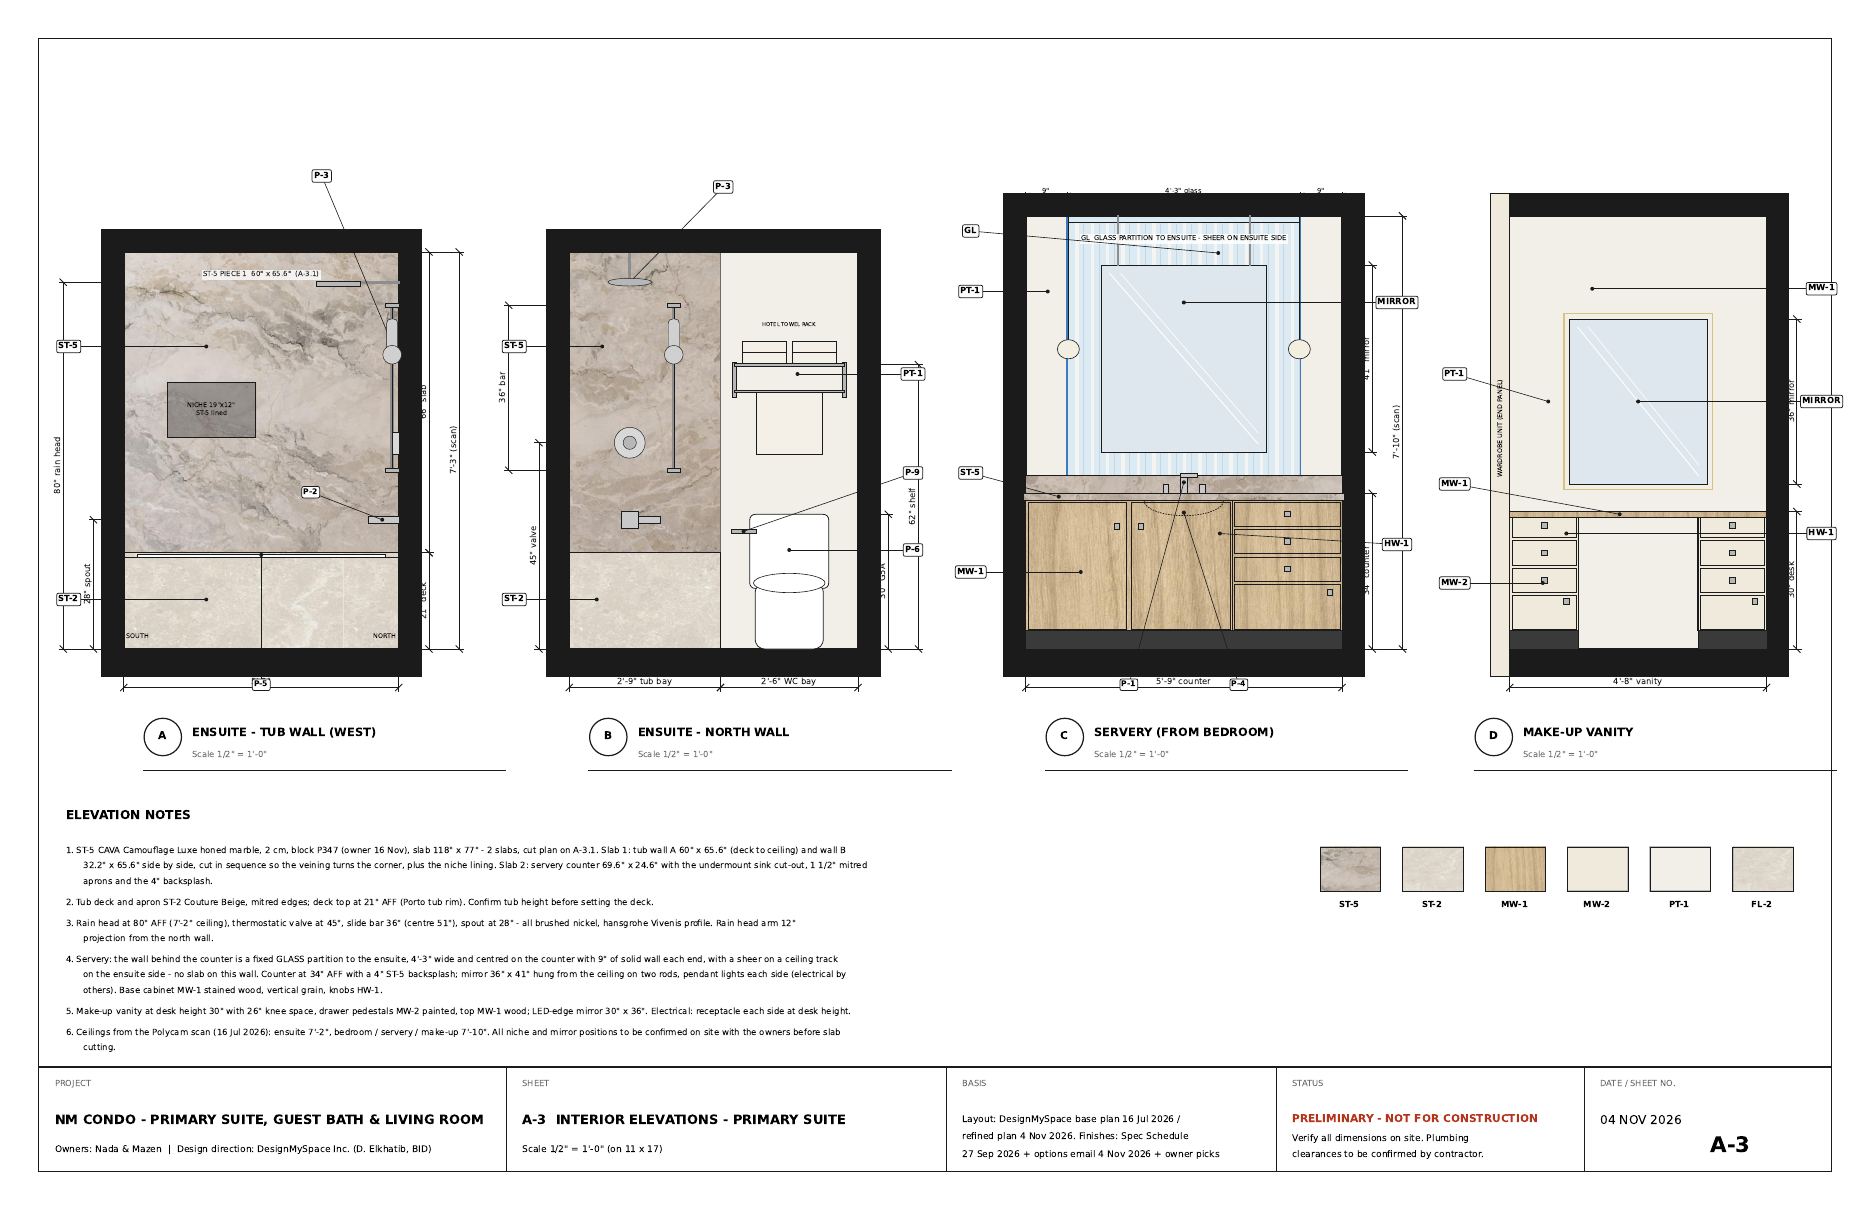 P-3
P-3
9"
4'-3" glass
9"
GL
GL GLASS PARTITION TO ENSUITE - SHEER ON ENSUITE SIDE
ST-5 PIECE 1 60" x 65.6" (A-3.1)
PT-1
MIRROR
MW-1
HOTEL TOWEL RACK
ST-5
ST-5
41" mirror
PT-1
PT-1
36" bar
66" slab
NICHE 19"x12"
ST-5 lined
36" mirror
MIRROR
WARDROBE UNIT (END PANEL)
80" rain head
7'-3" (scan)
7'-10" (scan)
P-9
ST-5
MW-1
P-2
62" shelf
45" valve
HW-1
HW-1
P-6
34" counter
MW-1
MW-2
30" GSA
30" desk
ST-2
28" spout
21" deck
ST-2
SOUTH
NORTH
P-5
2'-9" tub bay
2'-6" WC bay
P-1
5'-9" counter
P-4
4'-8" vanity
A
ENSUITE - TUB WALL (WEST)
Scale 1/2" = 1'-0"
B
ENSUITE - NORTH WALL
Scale 1/2" = 1'-0"
C
SERVERY (FROM BEDROOM)
Scale 1/2" = 1'-0"
D
MAKE-UP VANITY
Scale 1/2" = 1'-0"
ELEVATION NOTES
1. ST-5 CAVA Camouflage Luxe honed marble, 2 cm, block P347 (owner 16 Nov), slab 118" x 77" - 2 slabs, cut plan on A-3.1. Slab 1: tub wall A 60" x 65.6" (deck to ceiling) and wall B
32.2" x 65.6" side by side, cut in sequence so the veining turns the corner, plus the niche lining. Slab 2: servery counter 69.6" x 24.6" with the undermount sink cut-out, 1 1/2" mitred
aprons and the 4" backsplash.
2. Tub deck and apron ST-2 Couture Beige, mitred edges; deck top at 21" AFF (Porto tub rim). Confirm tub height before setting the deck.
3. Rain head at 80" AFF (7'-2" ceiling), thermostatic valve at 45", slide bar 36" (centre 51"), spout at 28" - all brushed nickel, hansgrohe Vivenis profile. Rain head arm 12"
projection from the north wall.
4. Servery: the wall behind the counter is a fixed GLASS partition to the ensuite, 4'-3" wide and centred on the counter with 9" of solid wall each end, with a sheer on a ceiling track
on the ensuite side - no slab on this wall. Counter at 34" AFF with a 4" ST-5 backsplash; mirror 36" x 41" hung from the ceiling on two rods, pendant lights each side (electrical by
others). Base cabinet MW-1 stained wood, vertical grain, knobs HW-1.
5. Make-up vanity at desk height 30" with 26" knee space, drawer pedestals MW-2 painted, top MW-1 wood; LED-edge mirror 30" x 36". Electrical: receptacle each side at desk height.
6. Ceilings from the Polycam scan (16 Jul 2026): ensuite 7'-2", bedroom / servery / make-up 7'-10". All niche and mirror positions to be confirmed on site with the owners before slab
cutting.
ST-5
ST-2
MW-1
MW-2
PT-1
FL-2
PROJECT
NM CONDO - PRIMARY SUITE, GUEST BATH & LIVING ROOM
Owners: Nada & Mazen | Design direction: DesignMySpace Inc. (D. Elkhatib, BID)
SHEET
A-3 INTERIOR ELEVATIONS - PRIMARY SUITE
Scale 1/2" = 1'-0" (on 11 x 17)
BASIS
Layout: DesignMySpace base plan 16 Jul 2026 /
refined plan 4 Nov 2026. Finishes: Spec Schedule
27 Sep 2026 + options email 4 Nov 2026 + owner picks
STATUS
PRELIMINARY - NOT FOR CONSTRUCTION
Verify all dimensions on site. Plumbing
clearances to be confirmed by contractor.
DATE / SHEET NO.
04 NOV 2026
A-3